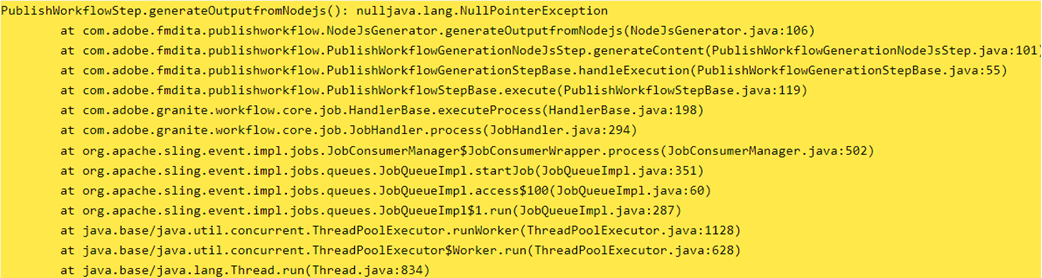 PublishWorkflowStep.generateOutputfromNodejs(): nulljava.lang.NullPointerException
at com.adobe.fmdita.publishworkflow.NodeJsGenerator.generateOutputfromNodejs(NodeJsGenerator.java:106)
at com.adobe.fmdita.publishworkflow.PublishWorkflowGenerationNodeJsStep.generateContent(PublishWorkflowGenerationNodeJsStep.java:101)
at com.adobe.fmdita.publishworkflow.PublishWorkflowGenerationStepBase.handleExecution(PublishWorkflowGenerationStepBase.java:55)
at com.adobe.fmdita.publishworkflow.PublishWorkflowStepBase.execute(PublishWorkflowStepBase.java:119)
at com.adobe.granite.workflow.core.job.HandlerBase.executeProcess(HandlerBase.java:198)
at com.adobe.granite.workflow.core.job.JobHandler.process(JobHandler.java:294)
at org.apache.sling.event.impl.jobs.JobConsumerManager$JobConsumerWrapper.process(JobConsumerManager.java:502)
at org.apache.sling.event.impl.jobs.queues.JobQueueImpl.startJob(JobQueueImpl.java:351)
at org.apache.sling.event.impl.jobs.queues.JobQueueImpl.access$100(JobQueueImpl.java:60)
at org.apache.sling.event.impl.jobs.queues.JobQueueImpl$1.run(JobQueueImpl.java:287)
at java.base/java.util.concurrent.ThreadPoolExecutor.runWorker(ThreadPoolExecutor.java:1128)
at java.base/java.util.concurrent.ThreadPoolExecutor$Worker.run(ThreadPoolExecutor.java:628)
at java.base/java.lang.Thread.run(Thread.java:834)